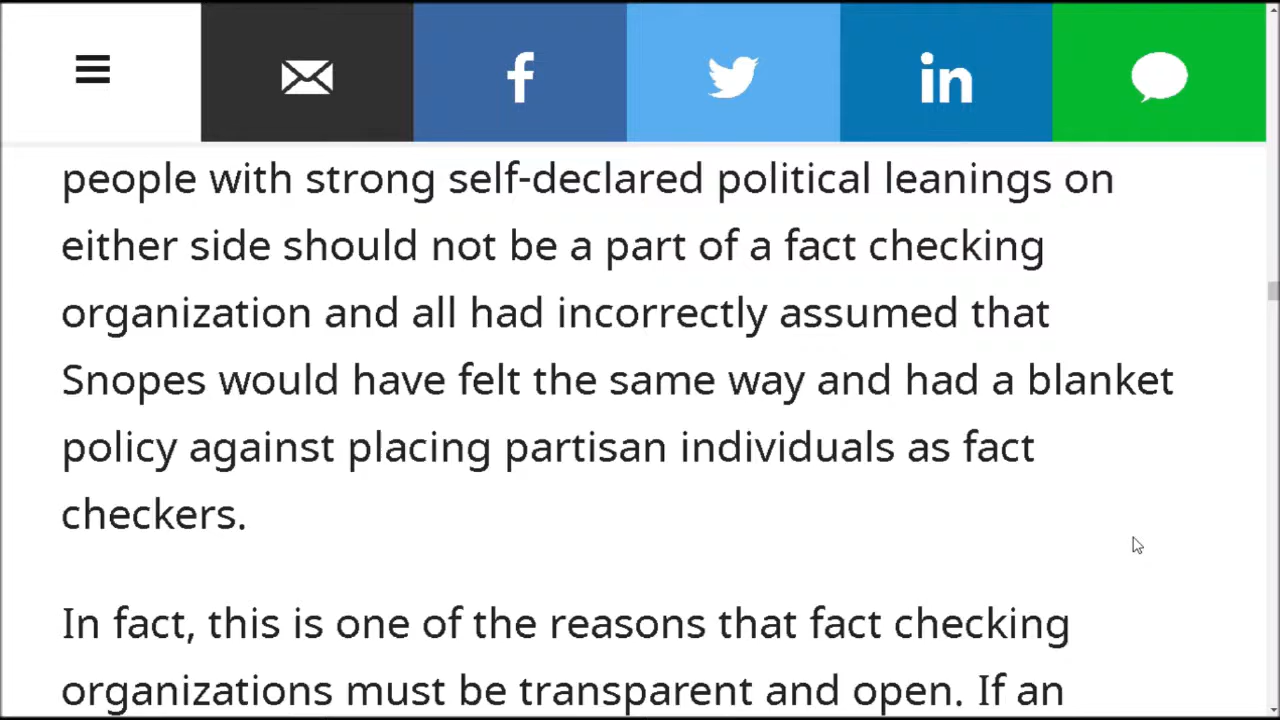 people with strong self-declared political leanings on
either side should not be a part of a fact checking
organization and all had incorrectly assumed that
Snopes would have felt the same way and had a blanket
policy against placing partisan individuals as fact
checkers.
In fact, this is one of the reasons that fact checking
organizations must be transparent and open. If an